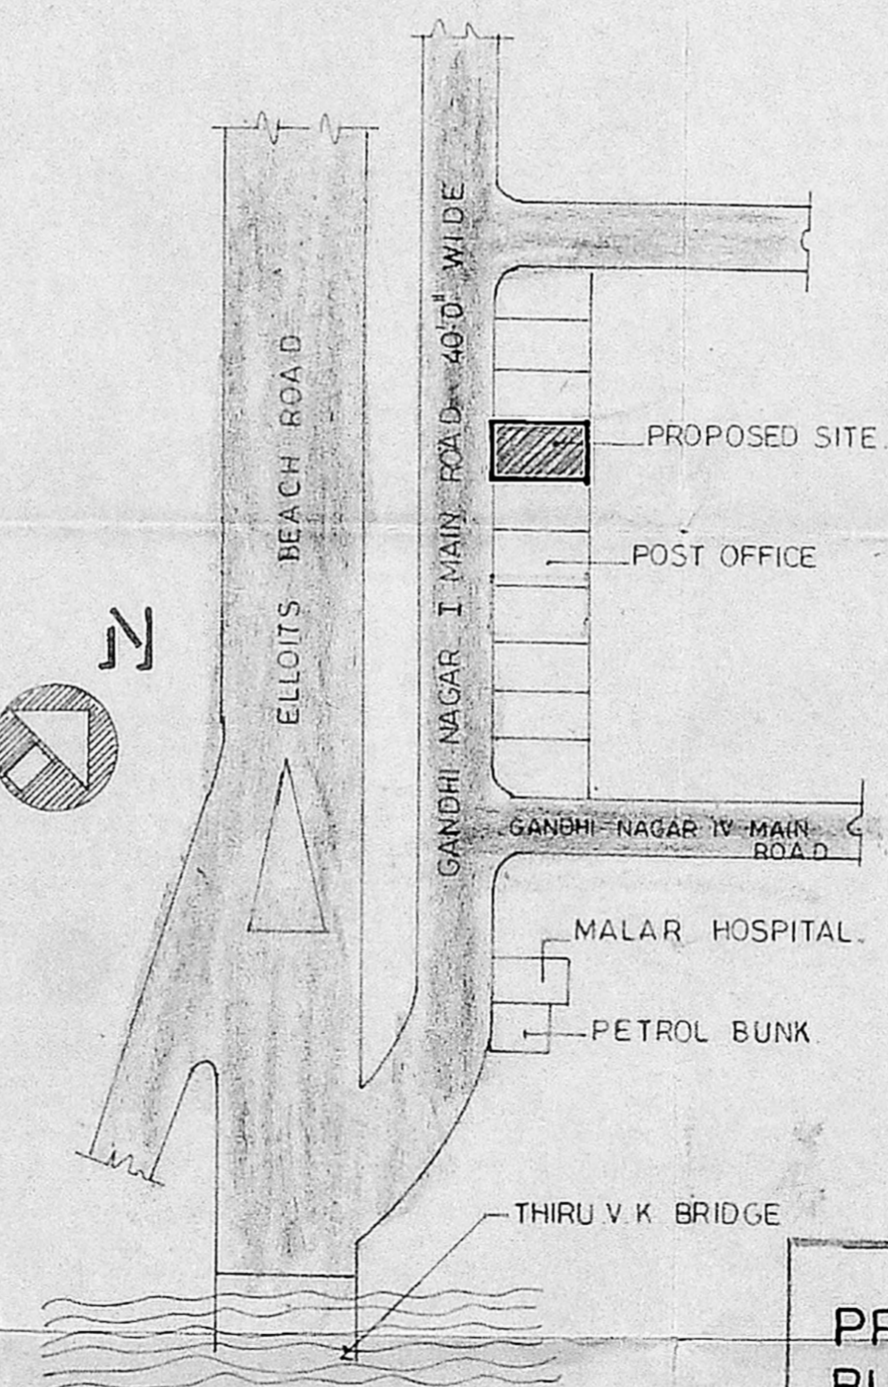 GANDHI NAGAR I MAIN ROAD 40'0" WIDE
ELLOITS BEACH ROAD
PROPOSED SITE.
POST OFFICE
N
GANDHI NAGAR IV MAIN
ROAD
MALAR HOSPITAL.
PETROL BUNK
THIRU V. K BRIDGE